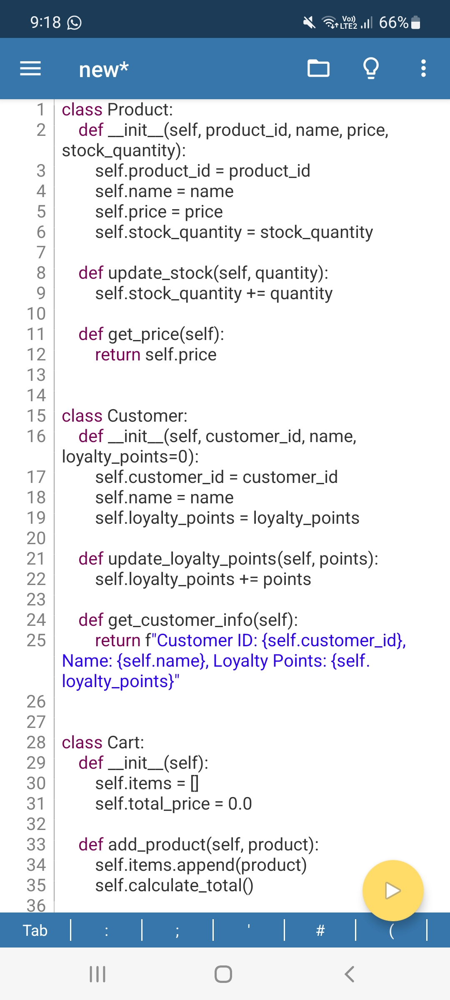 9:18 Vo)) LTE2 66%
new*
1 class Product:
2 def __init__(self, product_id, name, price,
stock_quantity):
3 self.product_id = product_id
4 self.name = name
5 self.price = price
6 self.stock_quantity = stock_quantity
7
8 def update_stock(self, quantity):
9 self.stock_quantity += quantity
10
11 def get_price(self):
12 return self.price
13
14
15 class Customer:
16 def __init__(self, customer_id, name,
loyalty_points=0):
17 self.customer_id = customer_id
18 self.name = name
19 self.loyalty_points = loyalty_points
20
21 def update_loyalty_points(self, points):
22 self.loyalty_points += points
23
24 def get_customer_info(self):
25 return f"Customer ID: {self.customer_id},
Name: {self.name}, Loyalty Points: {self.
loyalty_points}"
26
27
28 class Cart:
29 def __init__(self):
30 self.items = []
31 self.total_price = 0.0
32
33 def add_product(self, product):
34 self.items.append(product)
35 self.calculate_total()
36
Tab : ; ' # (